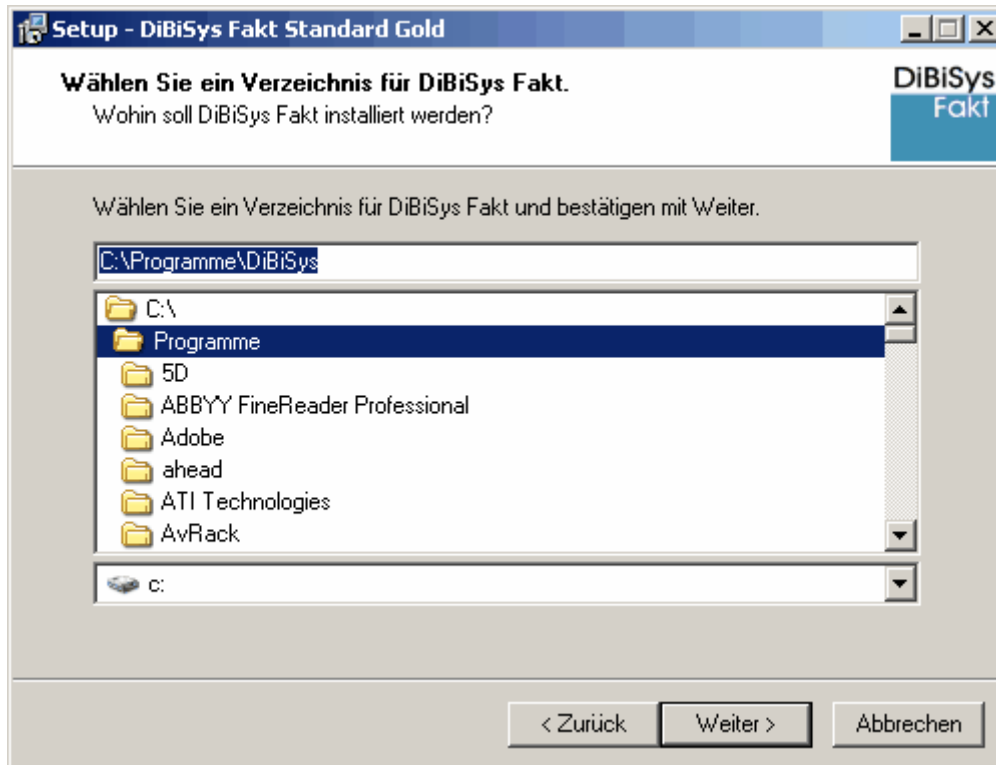 Setup - DiBiSys Fakt Standard Gold
Wählen Sie ein Verzeichnis für DiBiSys Fakt.
Wohin soll DiBiSys Fakt installiert werden?
DiBiSys
Fakt
Wählen Sie ein Verzeichnis für DiBiSys Fakt und bestätigen mit Weiter.
C:\Programme\DiBiSys
C:\
Programme
5D
ABBYY FineReader Professional
Adobe
ahead
ATI Technologies
AvRack
c:
< Zurück Weiter > Abbrechen